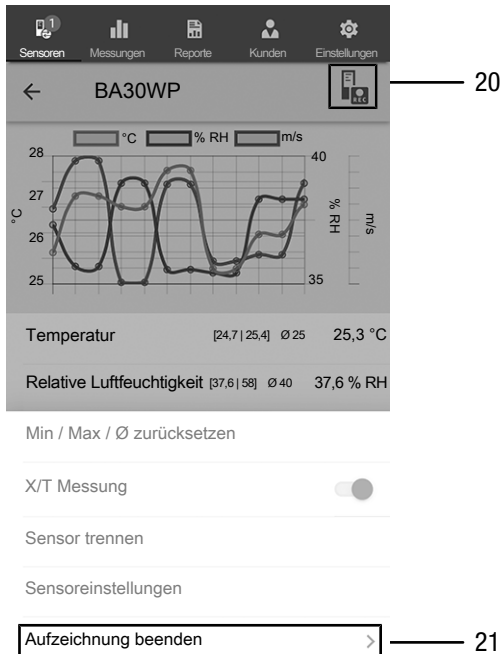 1
Sensoren Messungen Reporte Kunden Einstellungen
BA30WP
REC
20
°C % RH m/s
28
27
26
25
°C
40
35
% RH
m/s
Temperatur [24,7 | 25,4] Ø 25 25,3 °C
Relative Luftfeuchtigkeit [37,6 | 58] Ø 40 37,6 % RH
Min / Max / Ø zurücksetzen
X/T Messung
Sensor trennen
Sensoreinstellungen
Aufzeichnung beenden
21